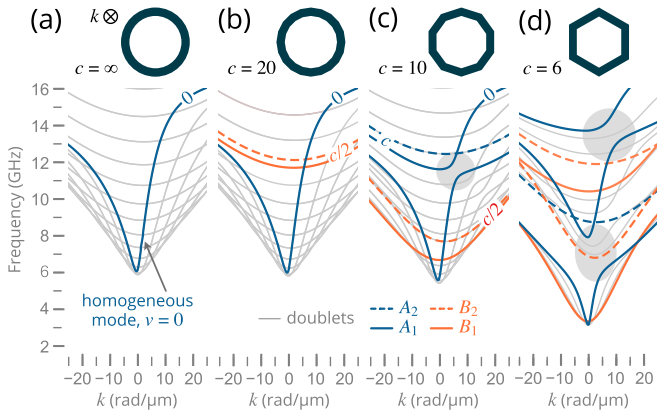 (a) k ⊗ c = ∞
(b) c = 20
(c) c = 10
(d) c = 6
Frequency (GHz)
16
14
12
10
8
6
4
2
0
0
c/2
0
c
c/2
homogeneous
mode, ν = 0
doublets
A₂ B₂
A₁ B₁
−20 −10 0 10 20
−20 −10 0 10 20
−20 −10 0 10 20
−20 −10 0 10 20
k (rad/µm)
k (rad/µm)
k (rad/µm)
k (rad/µm)